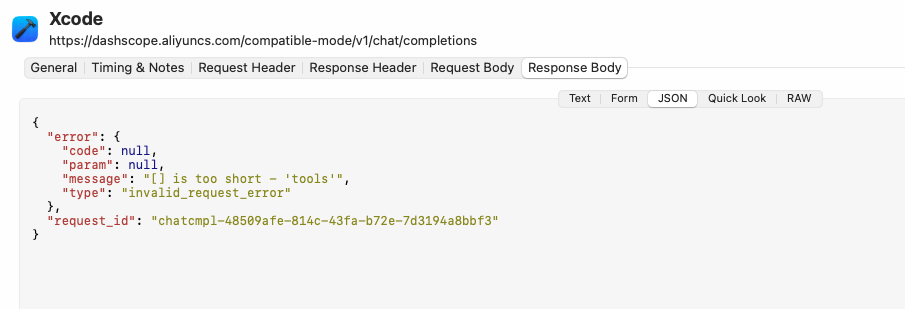 Xcode
https://dashscope.aliyuncs.com/compatible-mode/v1/chat/completions
General Timing & Notes Request Header Response Header Request Body Response Body
Text Form JSON Quick Look RAW
{
  "error": {
    "code": null,
    "param": null,
    "message": "[] is too short - 'tools'",
    "type": "invalid_request_error"
  },
  "request_id": "chatcmpl-48509afe-814c-43fa-b72e-7d3194a8bbf3"
}